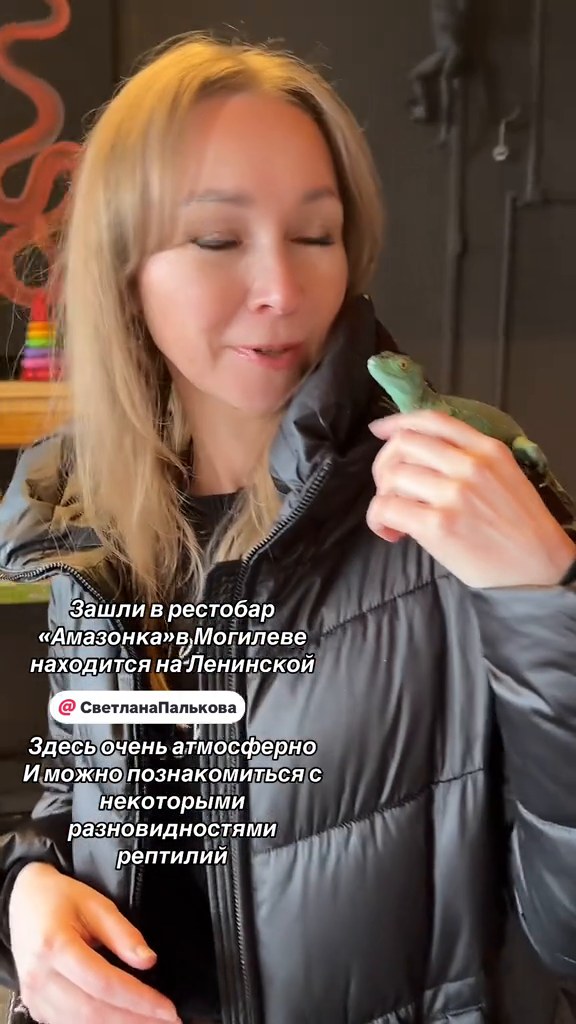 Зашли в рестобар
«Амазонка»в Могилеве
находится на Ленинской
@ СветланаПалькова
Здесь очень атмосферно
И можно познакомиться с
некоторыми
разновидностями
рептилий